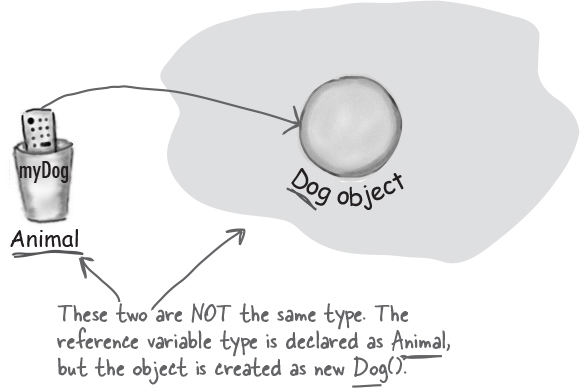 myDog
Dog object
Animal
These two are NOT the same type. The
reference variable type is declared as Animal,
but the object is created as new Dog().